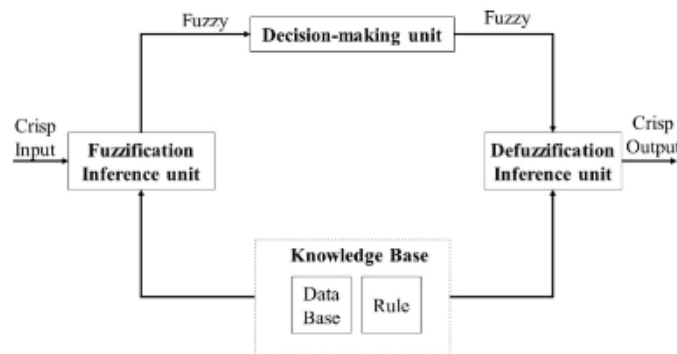 Fuzzy
Decision-making unit
Fuzzy
Crisp
Input
Fuzzification
Inference unit
Defuzzification
Inference unit
Crisp
Output
Knowledge Base
Data
Base
Rule